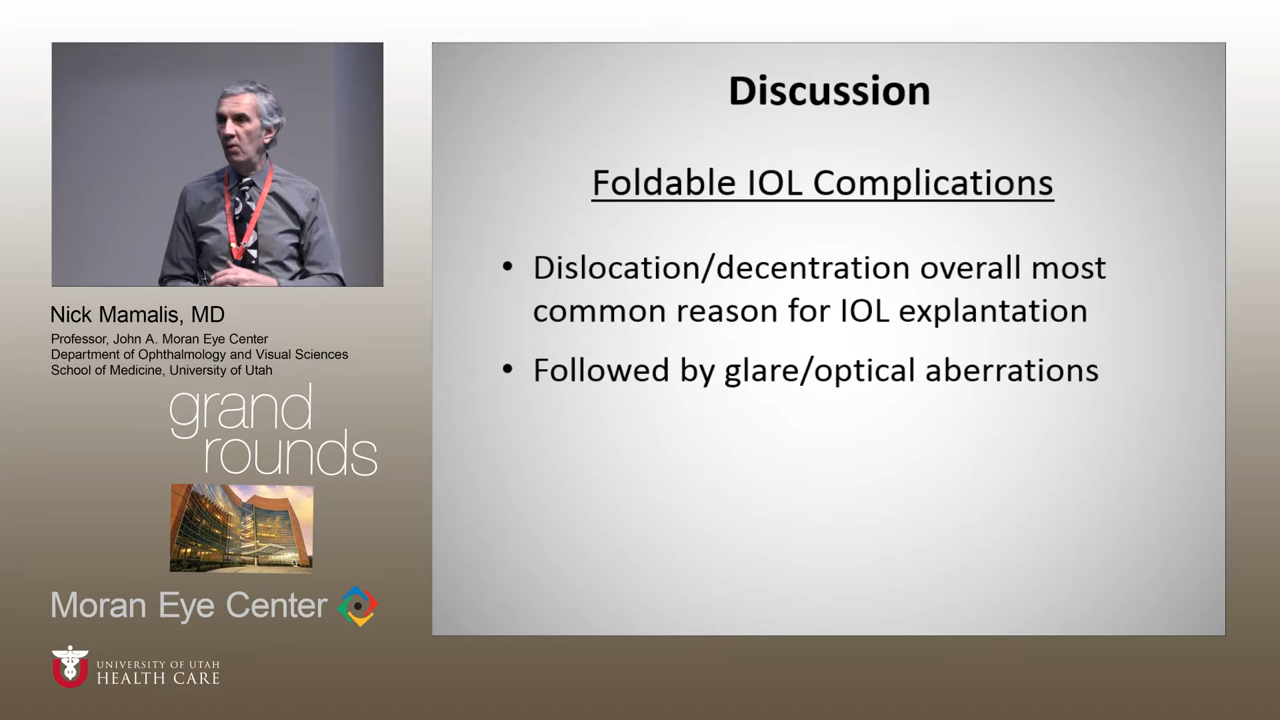 Discussion
Foldable IOL Complications
• Dislocation/decentration overall most
common reason for IOL explantation
• Followed by glare/optical aberrations
Nick Mamalis, MD
Professor, John A. Moran Eye Center
Department of Ophthalmology and Visual Sciences
School of Medicine, University of Utah
grand
rounds
Moran Eye Center
UNIVERSITY OF UTAH
HEALTH CARE